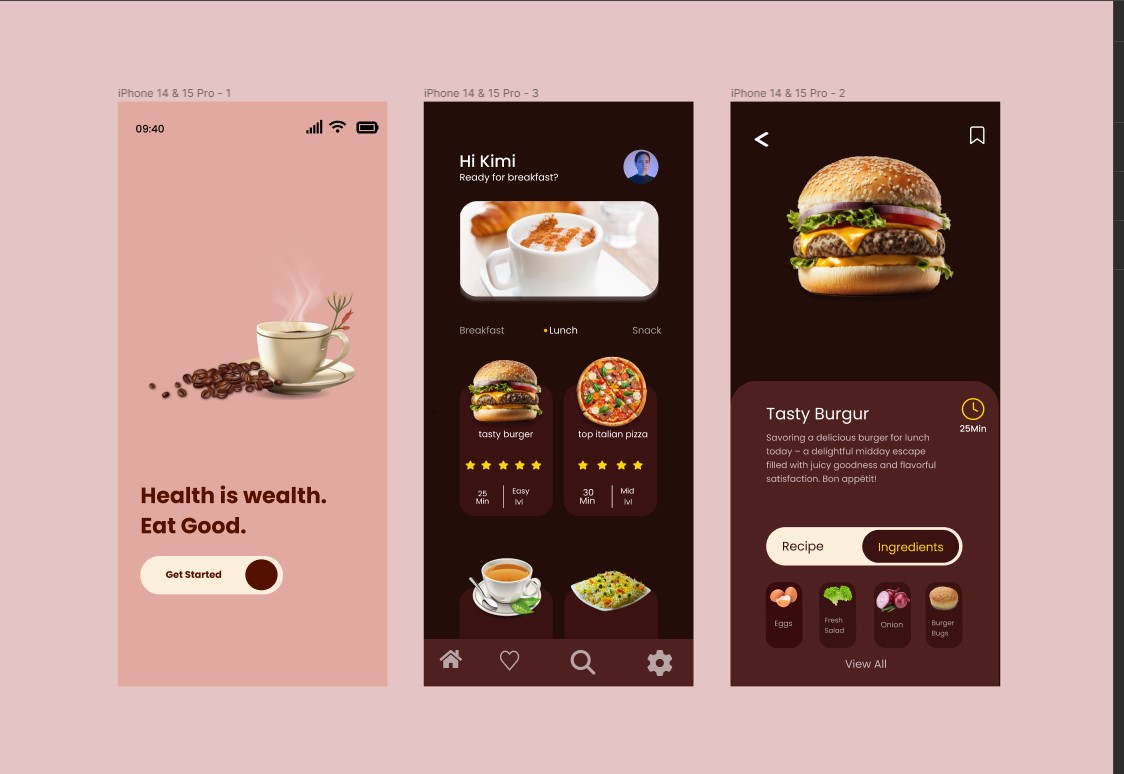 iPhone 14 & 15 Pro - 1
09:40
Health is wealth.
Eat Good.
Get Started
iPhone 14 & 15 Pro - 3
Hi Kimi
Ready for breakfast?
Breakfast
Lunch
Snack
tasty burger
25
Min
Easy
lvl
top italian pizza
30
Min
Mid
lvl
iPhone 14 & 15 Pro - 2
Tasty Burgur
25Min
Savoring a delicious burger for lunch
today – a delightful midday escape
filled with juicy goodness and flavorful
satisfaction. Bon appétit!
Recipe
Ingredients
Eggs
Fresh
Salad
Onion
Burger
Bugs
View All